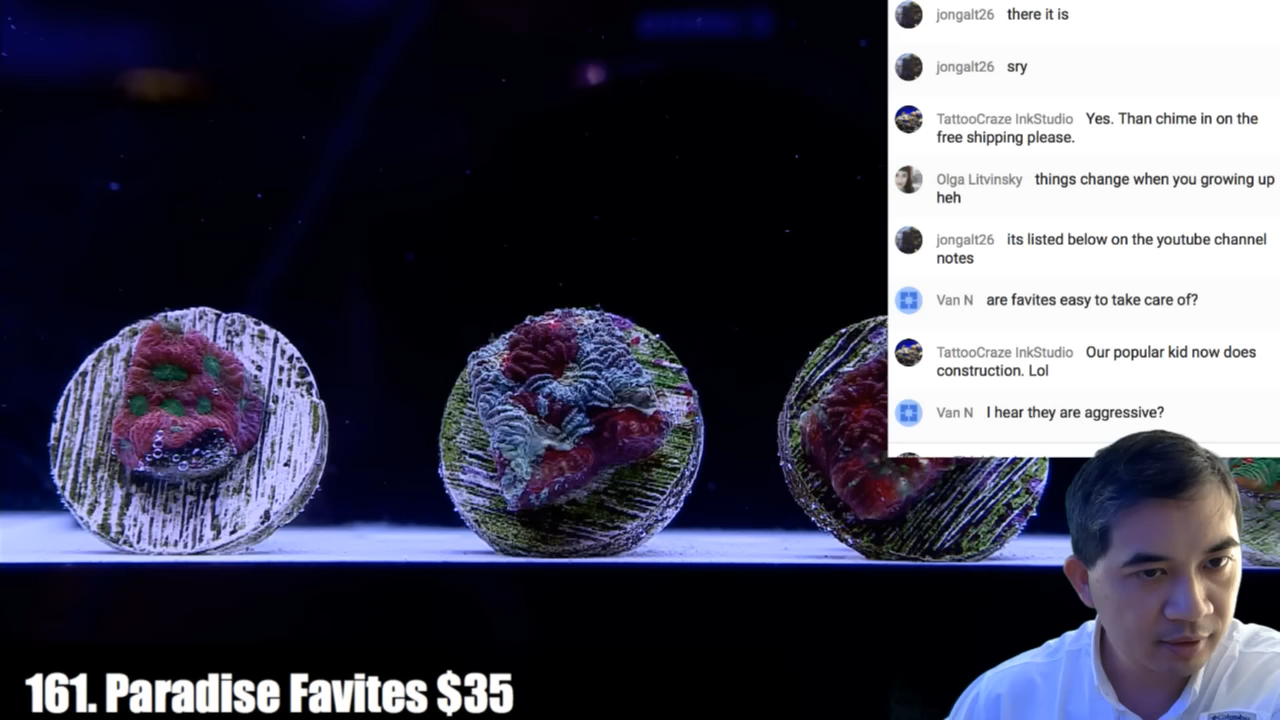 jongalt26 there it is
jongalt26 sry
TattooCraze InkStudio Yes. Than chime in on the
free shipping please.
Olga Litvinsky things change when you growing up
heh
jongalt26 its listed below on the youtube channel
notes
Van N are favites easy to take care of?
TattooCraze InkStudio Our popular kid now does
construction. Lol
Van N I hear they are aggressive?
161. Paradise Favites $35